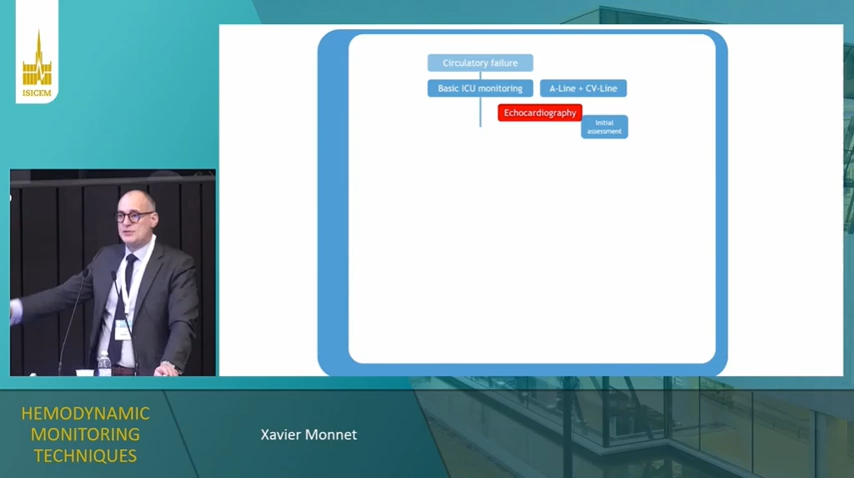 ISICEM
Circulatory failure
Basic ICU monitoring
A-Line + CV-Line
Echocardiography
Initial
assessment
HEMODYNAMIC
MONITORING
TECHNIQUES
Xavier Monnet